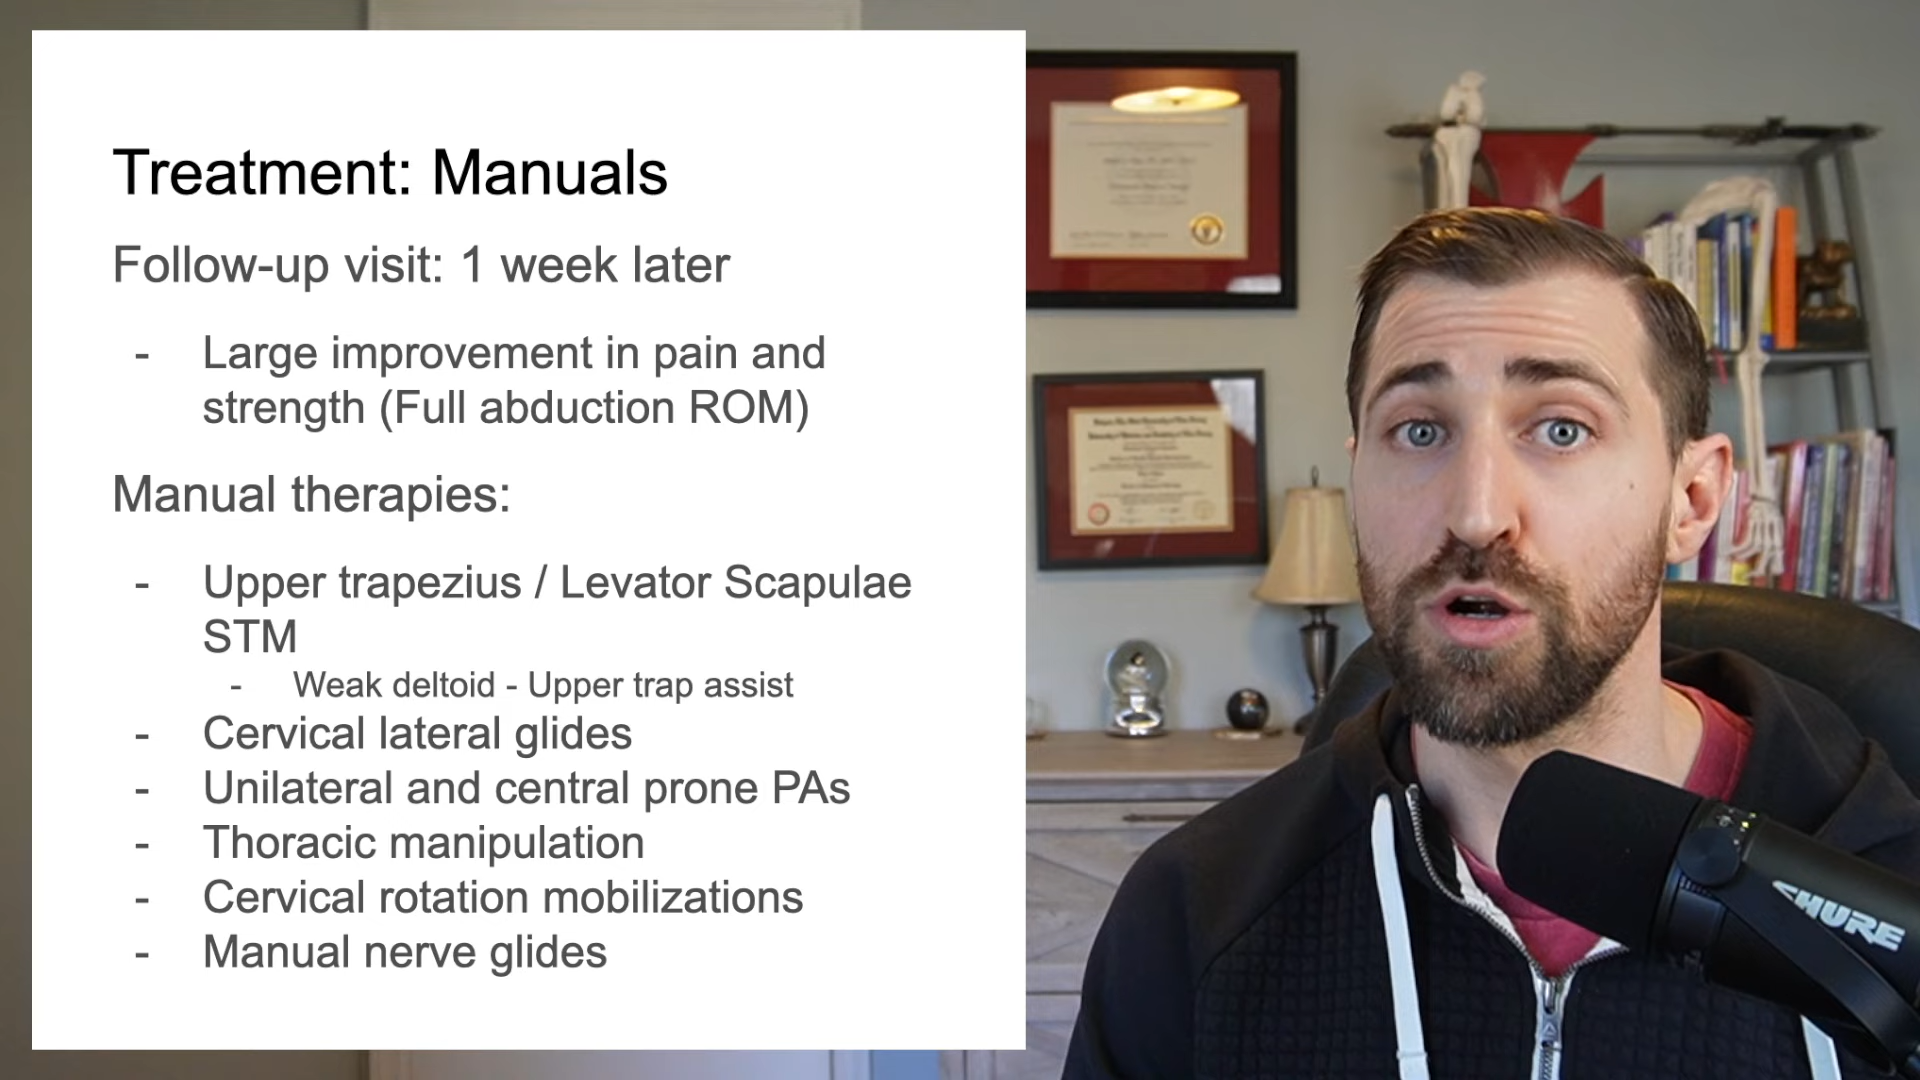 Treatment: Manuals
Follow-up visit: 1 week later
- Large improvement in pain and
strength (Full abduction ROM)
Manual therapies:
- Upper trapezius / Levator Scapulae
STM
- Weak deltoid - Upper trap assist
- Cervical lateral glides
- Unilateral and central prone PAs
- Thoracic manipulation
- Cervical rotation mobilizations
- Manual nerve glides
SHURE